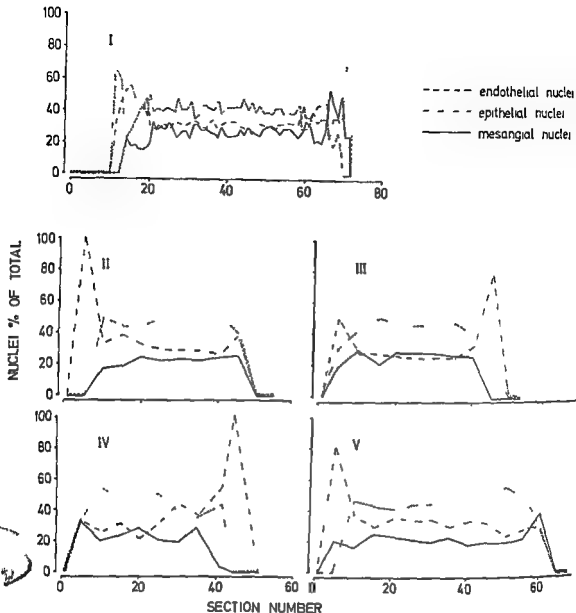 100
80
60
40
20
0
I
0 20 40 60 80
endothelial nuclei
epithelial nuclei
mesangial nuclei
NUCLEI % OF TOTAL
100
80
60
40
20
0
II
III
100
80
60
40
20
0
IV
V
0 20 40 60
0 20 40 60
SECTION NUMBER